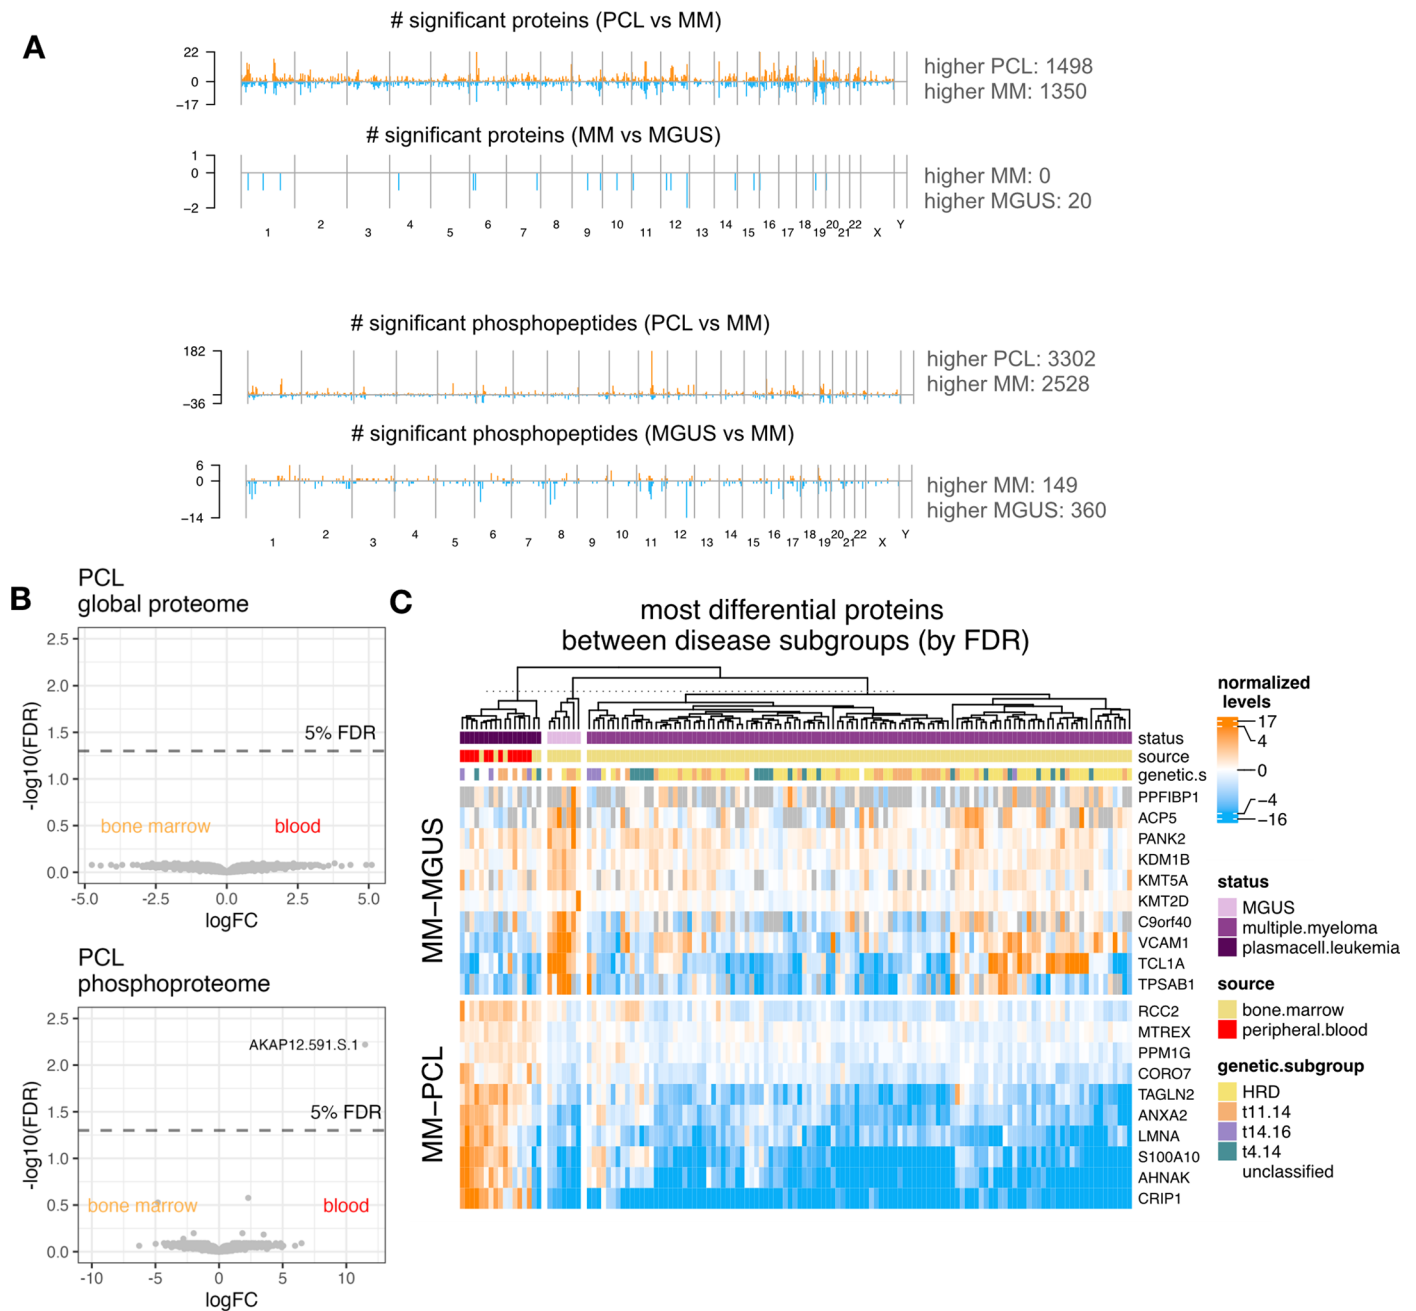 A
# significant proteins (PCL vs MM)
22
0
−17
higher PCL: 1498
higher MM: 1350
# significant proteins (MM vs MGUS)
1
0
−2
higher MM: 0
higher MGUS: 20
1 2 3 4 5 6 7 8 9 10 11 12 13 14 15 16 17 18 19 20 21 22 X Y
# significant phosphopeptides (PCL vs MM)
182
−36
higher PCL: 3302
higher MM: 2528
# significant phosphopeptides (MGUS vs MM)
6
0
−14
higher MM: 149
higher MGUS: 360
1 2 3 4 5 6 7 8 9 10 11 12 13 14 15 16 17 18 19 20 21 22 X Y
B
PCL
global proteome
-log10(FDR)
2.5
2.0
1.5
1.0
0.5
0.0
5% FDR
bone marrow
blood
-5.0 -2.5 0.0 2.5 5.0
logFC
PCL
phosphoproteome
-log10(FDR)
2.5
2.0
1.5
1.0
0.5
0.0
AKAP12.591.S.1
5% FDR
bone marrow
blood
-10 -5 0 5 10
logFC
C
most differential proteins
between disease subgroups (by FDR)
status
source
genetic.s
MM−MGUS
PPFIBP1
ACP5
PANK2
KDM1B
KMT5A
KMT2D
C9orf40
VCAM1
TCL1A
TPSAB1
MM−PCL
RCC2
MTREX
PPM1G
CORO7
TAGLN2
ANXA2
LMNA
S100A10
AHNAK
CRIP1
normalized
levels
17
4
0
−4
−16
status
MGUS
multiple.myeloma
plasmacell.leukemia
source
bone.marrow
peripheral.blood
genetic.subgroup
HRD
t11.14
t14.16
t4.14
unclassified